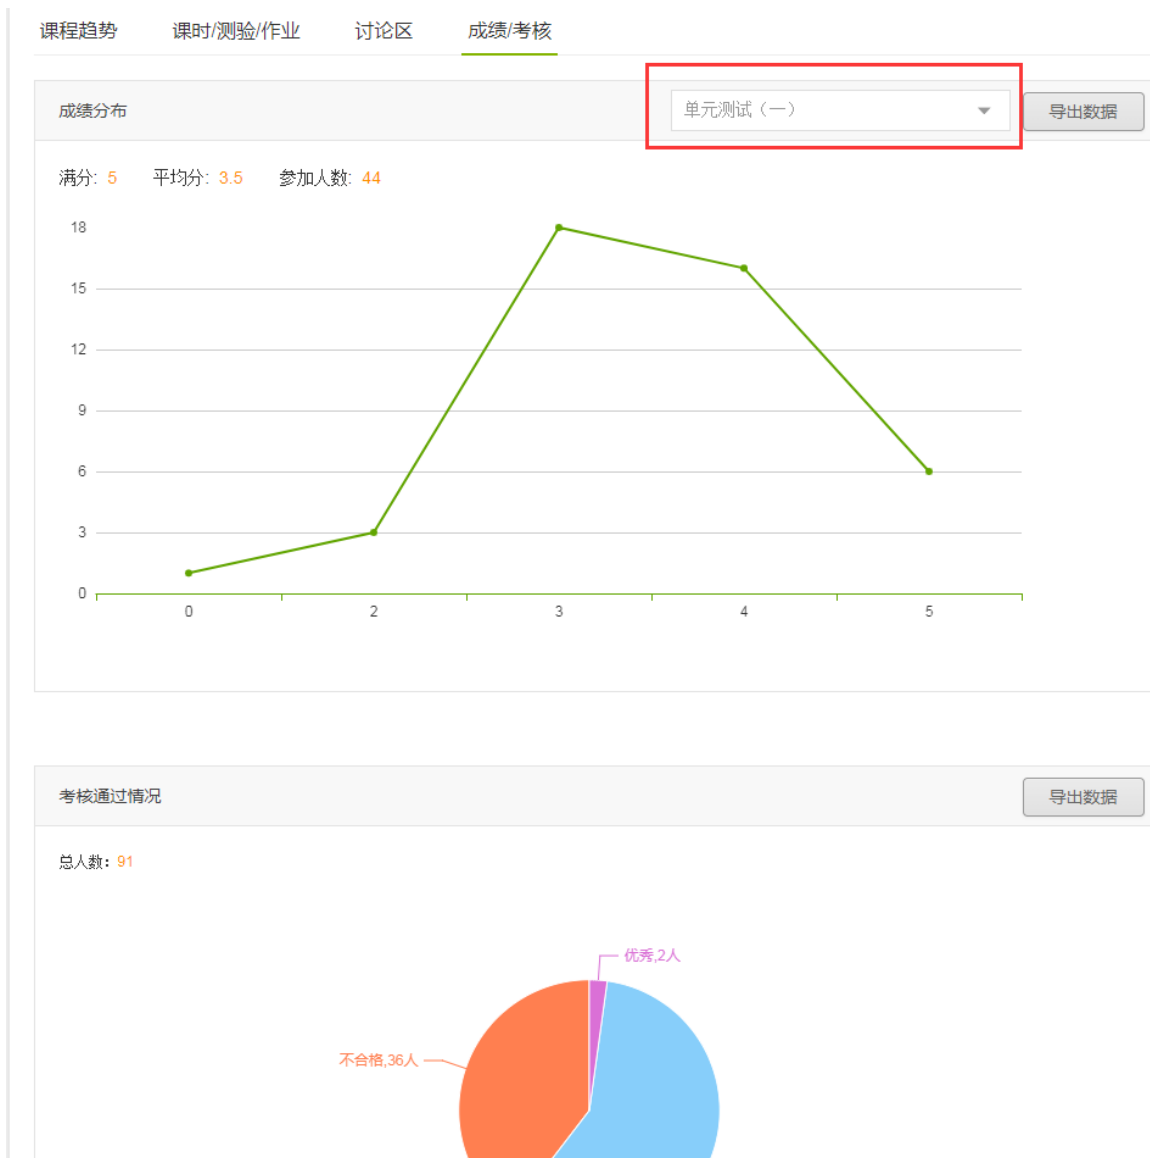 课程趋势 课时/测验/作业 讨论区 成绩/考核
成绩分布 单元测试（一） 导出数据
满分: 5 平均分: 3.5 参加人数: 44
18
15
12
9
6
3
0
0 2 3 4 5
考核通过情况 导出数据
总人数: 91
优秀,2人
不合格,36人